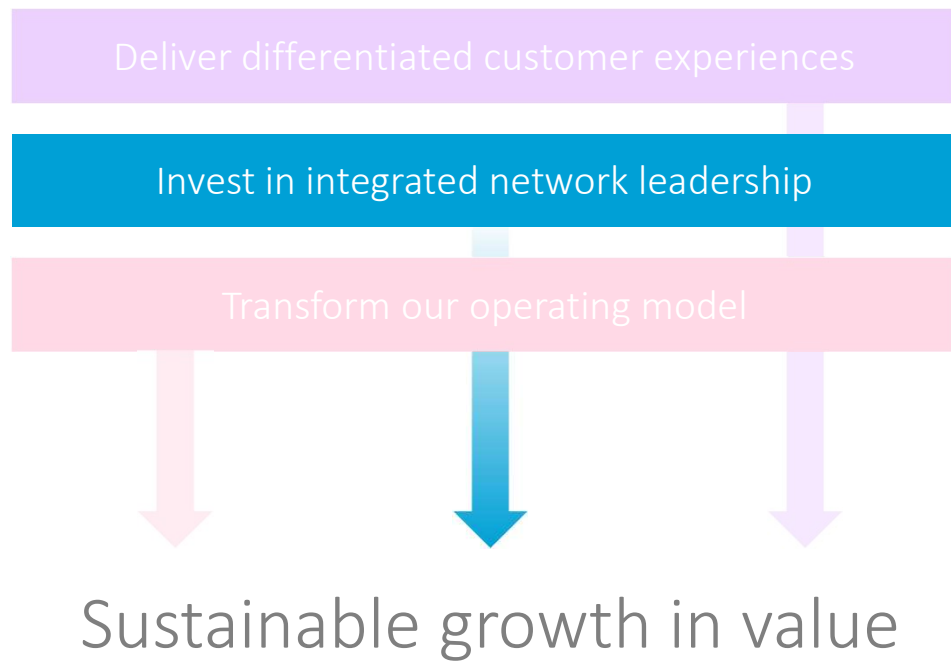 Deliver differentiated customer experiences
Invest in integrated network leadership
Transform our operating model
Sustainable growth in value